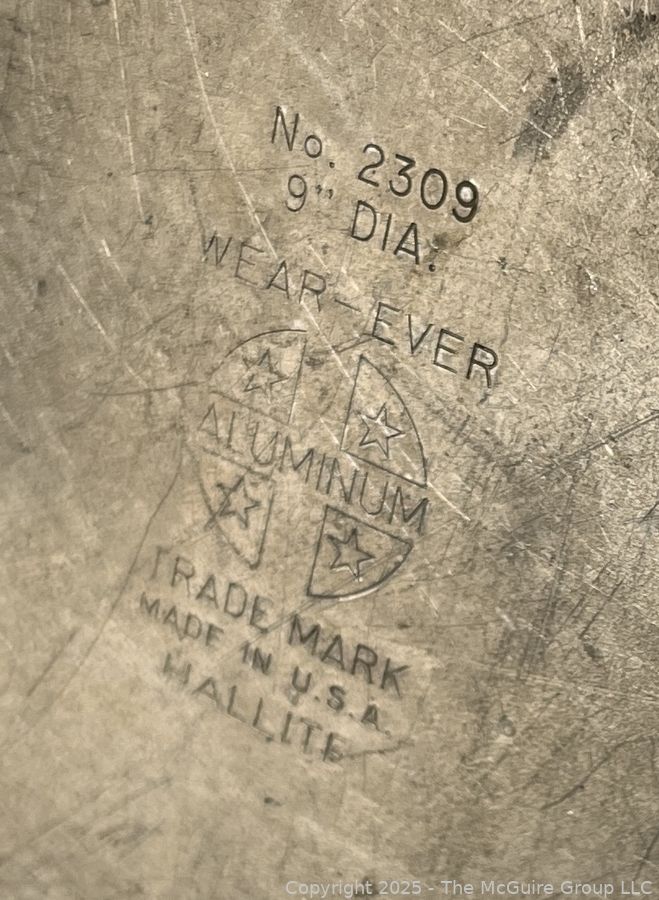 No. 2309
9" DIA.
WEAR-EVER
ALUMINUM
TRADE MARK
MADE IN U.S.A.
HALLITE
Copyright 2025 - The McGuire Group LLC